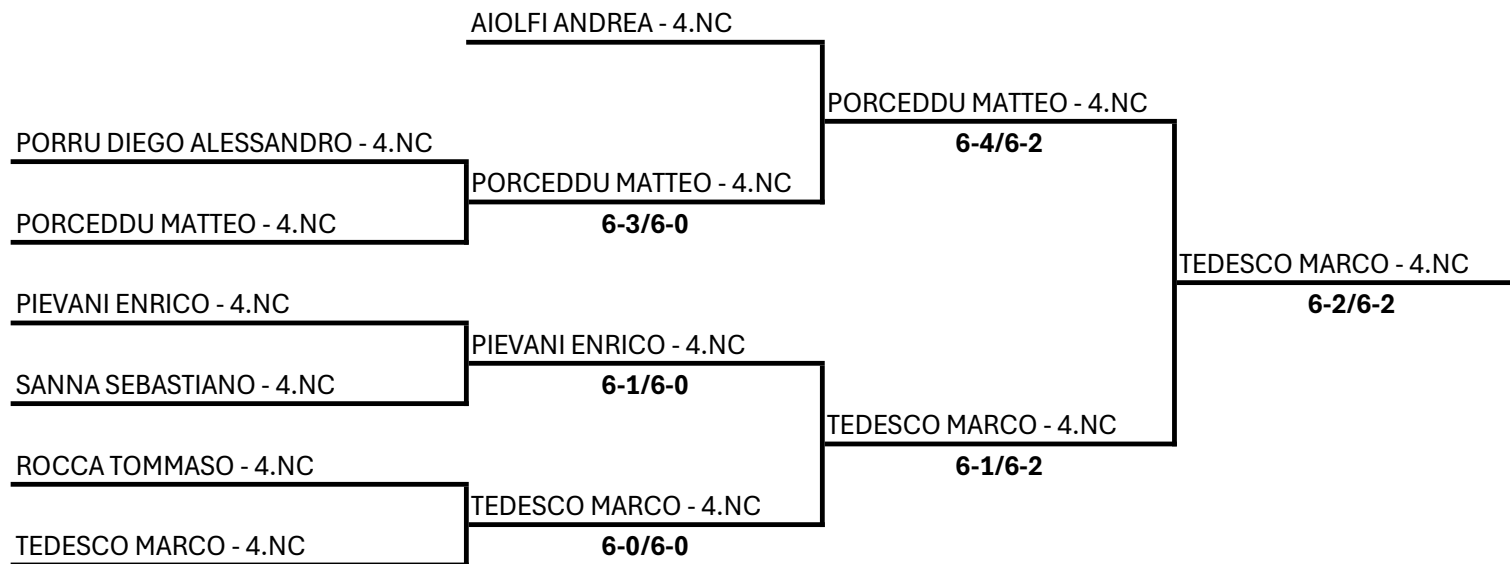 AIOLFI ANDREA - 4.NC
PORCEDDU MATTEO - 4.NC
PORRU DIEGO ALESSANDRO - 4.NC
6-4/6-2
PORCEDDU MATTEO - 4.NC
PORCEDDU MATTEO - 4.NC
6-3/6-0
TEDESCO MARCO - 4.NC
PIEVANI ENRICO - 4.NC
6-2/6-2
PIEVANI ENRICO - 4.NC
SANNA SEBASTIANO - 4.NC
6-1/6-0
TEDESCO MARCO - 4.NC
ROCCA TOMMASO - 4.NC
6-1/6-2
TEDESCO MARCO - 4.NC
TEDESCO MARCO - 4.NC
6-0/6-0